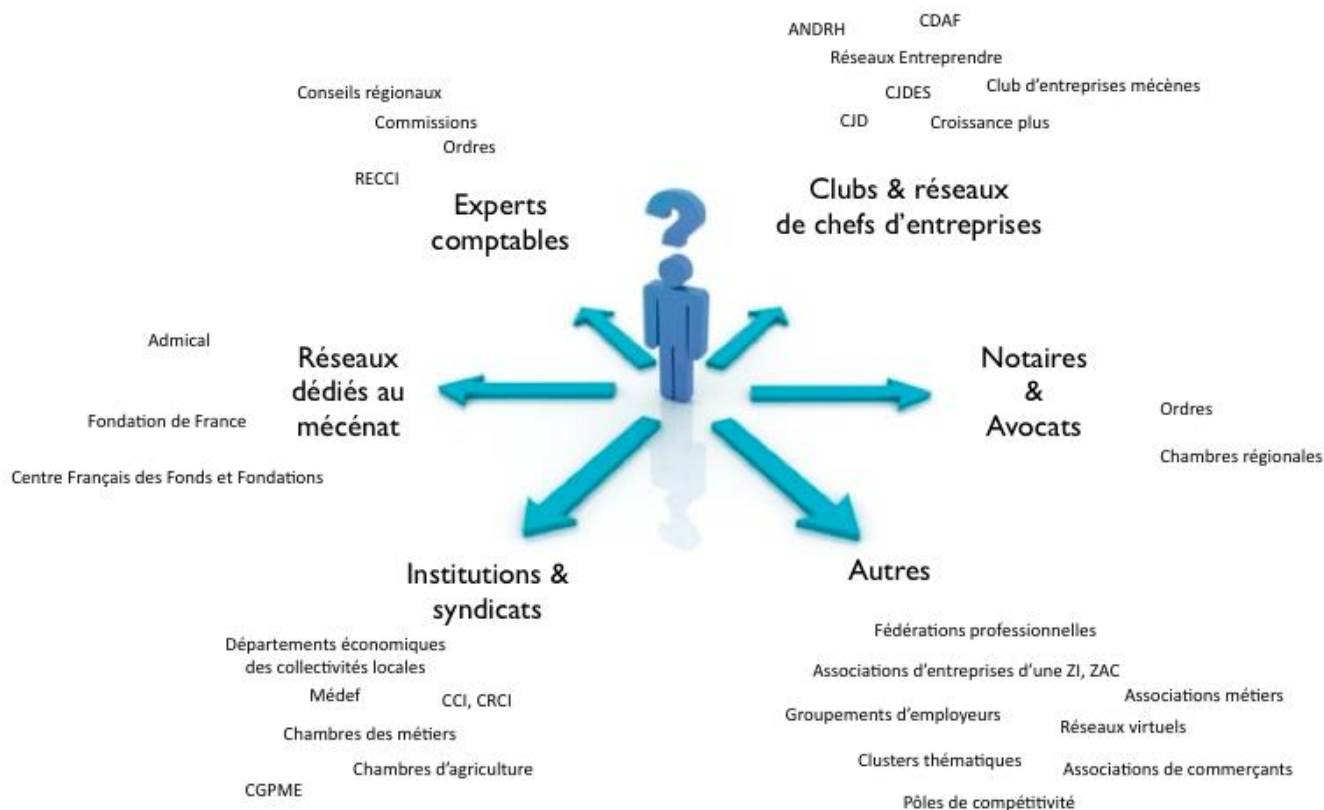 ANDRH
CDAF
Réseaux Entreprendre
CJDES
Club d'entreprises mécènes
CJD
Croissance plus
Clubs & réseaux
de chefs d'entreprises
Conseils régionaux
Commissions
Ordres
RECCI
Experts
comptables
?
Admical
Réseaux
dédiés au
mécénat
Fondation de France
Centre Français des Fonds et Fondations
Notaires
&
Avocats
Ordres
Chambres régionales
Institutions &
syndicats
Départements économiques
des collectivités locales
Médef
CCI, CRCI
Chambres des métiers
Chambres d'agriculture
CGPME
Autres
Fédérations professionnelles
Associations d'entreprises d'une ZI, ZAC
Associations métiers
Groupements d'employeurs
Réseaux virtuels
Clusters thématiques
Associations de commerçants
Pôles de compétitivité